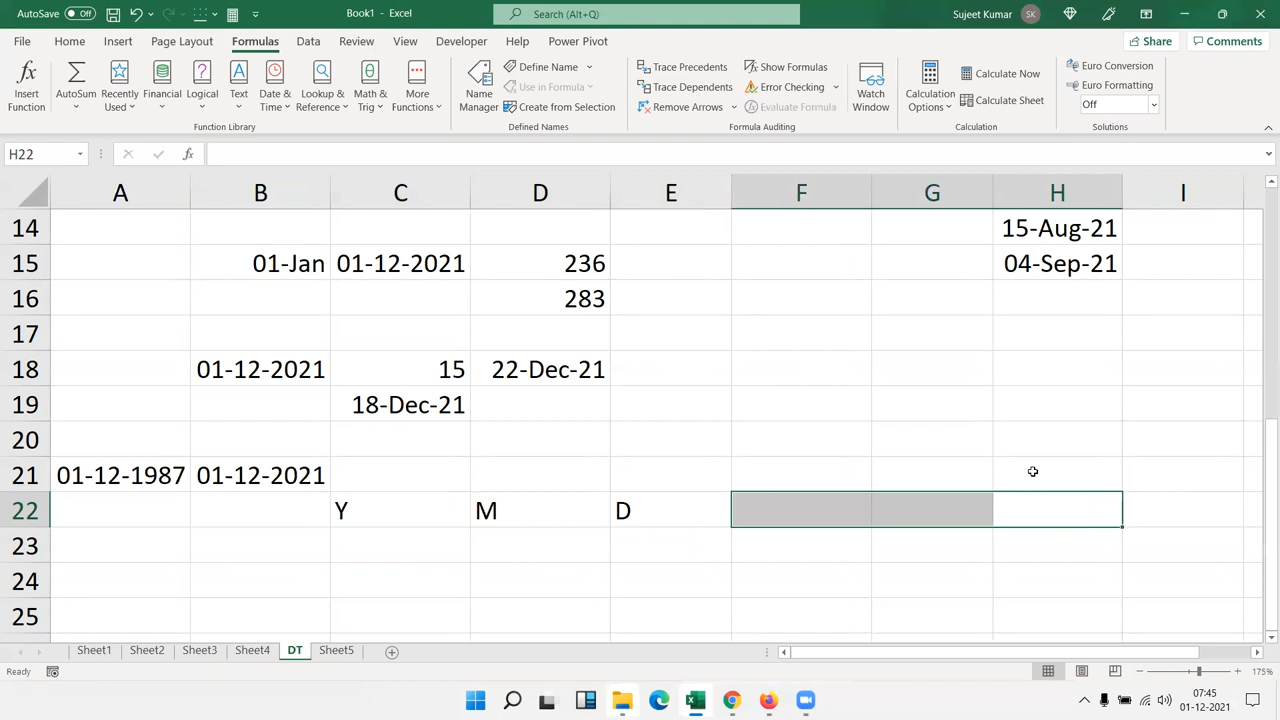 AutoSave Off Book1 - Excel Search (Alt+Q) Sujeet Kumar SK
File Home Insert Page Layout Formulas Data Review View Developer Help Power Pivot Share Comments
Insert Function
AutoSum
Recently Used
Financial
Logical
Text
Date & Time
Lookup & Reference
Math & Trig
More Functions
Function Library
Name Manager
Define Name
Use in Formula
Create from Selection
Defined Names
Trace Precedents
Trace Dependents
Remove Arrows
Show Formulas
Error Checking
Evaluate Formula
Formula Auditing
Watch Window
Calculation Options
Calculate Now
Calculate Sheet
Calculation
Euro Conversion
Euro Formatting
Off
Solutions
H22 fx
A B C D E F G H I
14 15-Aug-21
15 01-Jan 01-12-2021 236 04-Sep-21
16 283
17
18 01-12-2021 15 22-Dec-21
19 18-Dec-21
20
21 01-12-1987 01-12-2021
22 Y M D
23
24
25
Sheet1 Sheet2 Sheet3 Sheet4 DT Sheet5
Ready 175%
07:45
01-12-2021